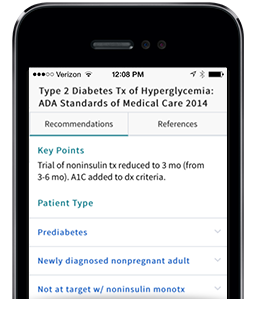 Verizon 12:08 PM
Type 2 Diabetes Tx of Hyperglycemia:
ADA Standards of Medical Care 2014
Recommendations References
Key Points
Trial of noninsulin tx reduced to 3 mo (from
3-6 mo). A1C added to dx criteria.
Patient Type
Prediabetes
Newly diagnosed nonpregnant adult
Not at target w/ noninsulin monotx